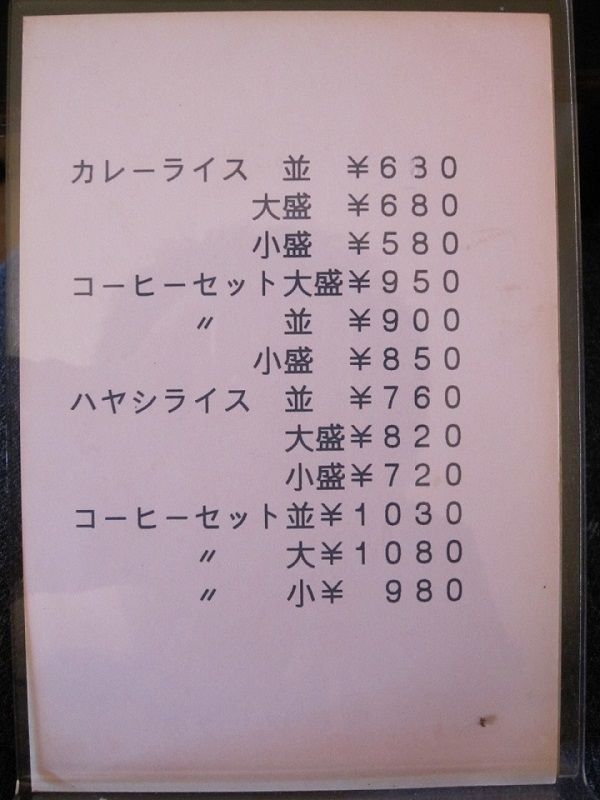 カレーライス 並 ¥630
大盛 ¥680
小盛 ¥580
コーヒーセット大盛¥950
〃 並 ¥900
小盛 ¥850
ハヤシライス 並 ¥760
大盛¥820
小盛¥720
コーヒーセット並¥1030
〃 大¥1080
〃 小¥ 980